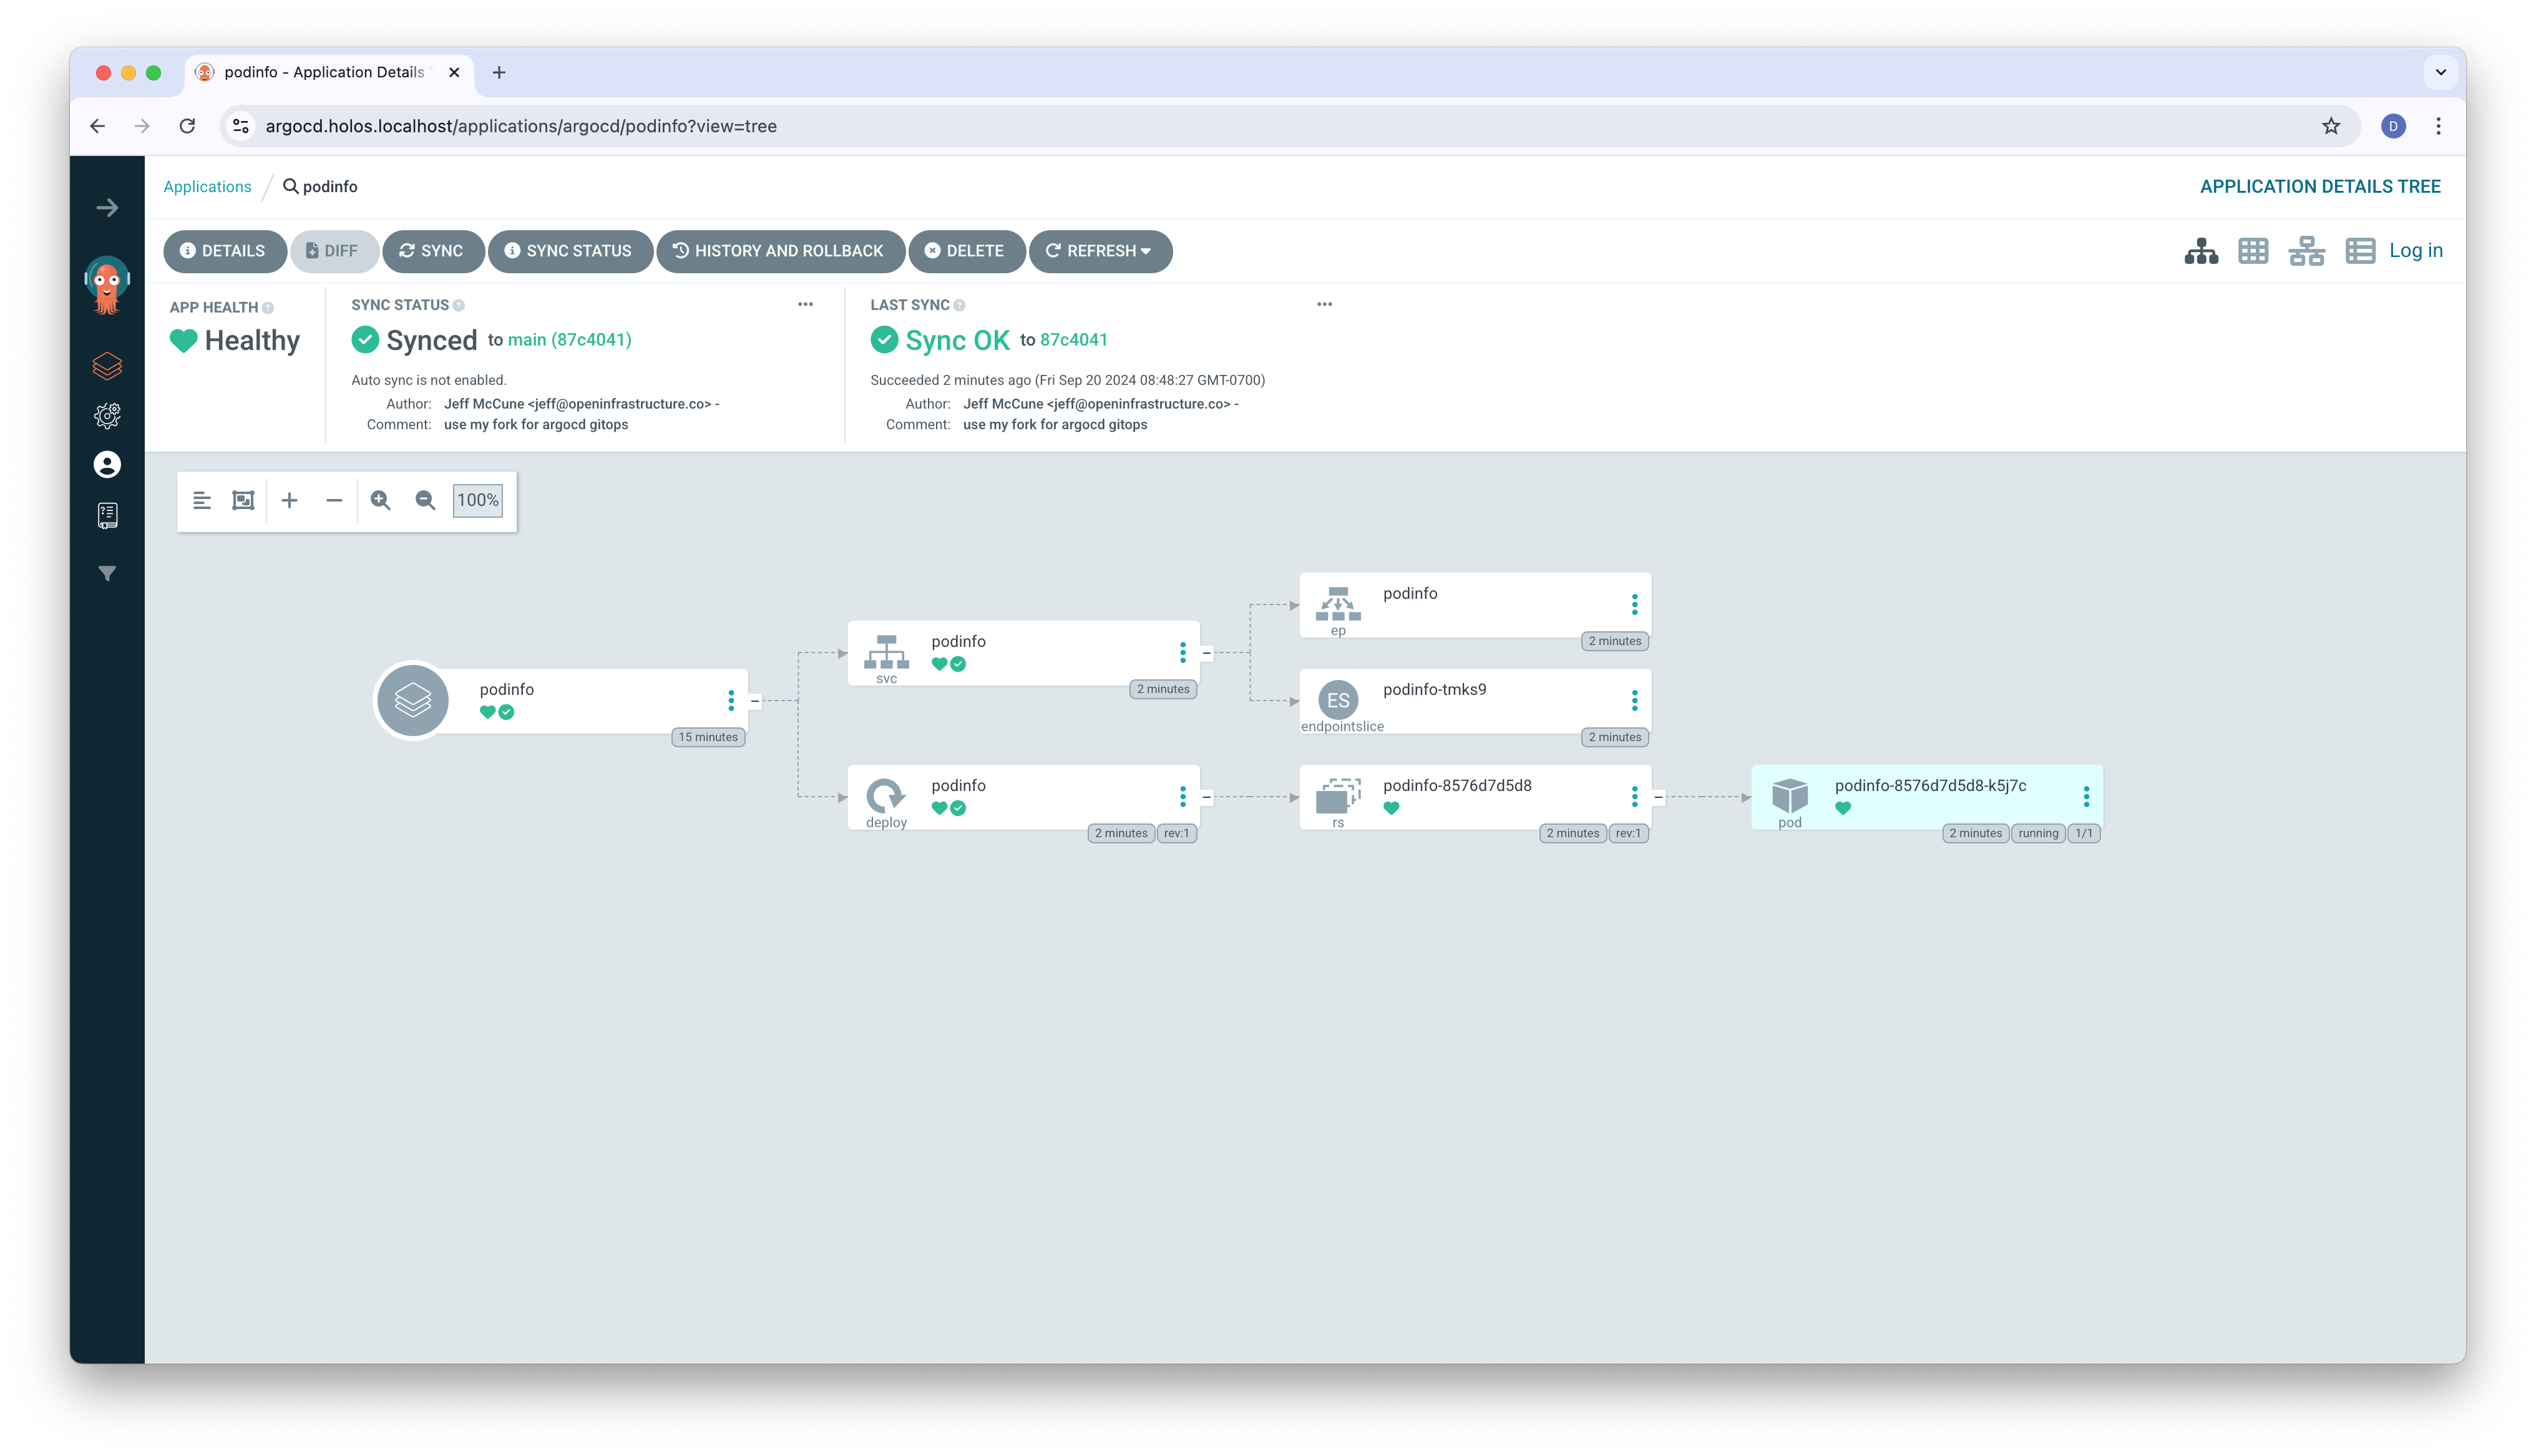 podinfo - Application Details
argocd.holos.localhost/applications/argocd/podinfo?view=tree
D
Applications / podinfo
APPLICATION DETAILS TREE
DETAILS DIFF SYNC SYNC STATUS HISTORY AND ROLLBACK DELETE REFRESH
Log in
APP HEALTH
Healthy
SYNC STATUS
Synced to main (87c4041)
Auto sync is not enabled.
Author: Jeff McCune <jeff@openinfrastructure.co> -
Comment: use my fork for argocd gitops
LAST SYNC
Sync OK to 87c4041
Succeeded 2 minutes ago (Fri Sep 20 2024 08:48:27 GMT-0700)
Author: Jeff McCune <jeff@openinfrastructure.co> -
Comment: use my fork for argocd gitops
100%
podinfo
15 minutes
podinfo
svc
2 minutes
podinfo
ep
2 minutes
ES
podinfo-tmks9
endpointslice
2 minutes
podinfo
deploy
2 minutes rev:1
podinfo-8576d7d5d8
rs
2 minutes rev:1
podinfo-8576d7d5d8-k5j7c
pod
2 minutes running 1/1